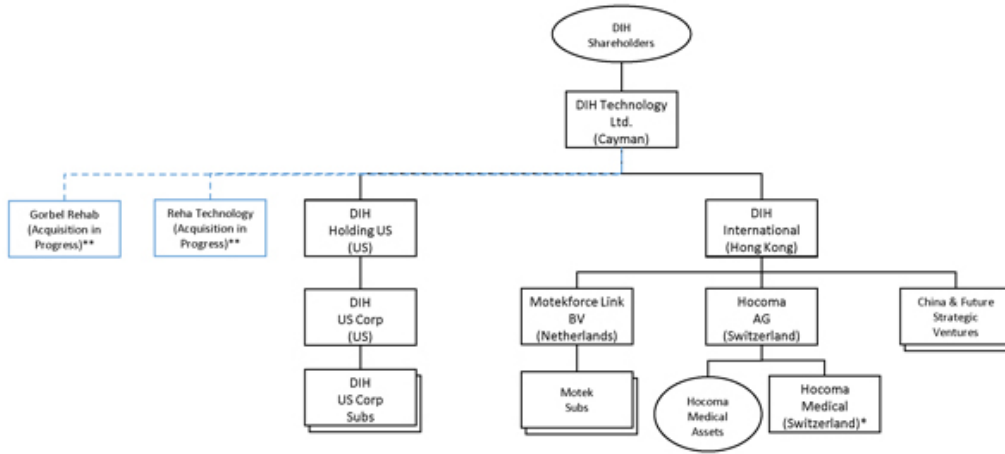 DIH
Shareholders
DIH Technology
Ltd.
(Cayman)
Gorbel Rehab
(Acquisition in
Progress)**
Reha Technology
(Acquisition in
Progress)**
DIH
Holding US
(US)
DIH
International
(Hong Kong)
DIH
US Corp
(US)
Motekforce Link
BV
(Netherlands)
Hocoma
AG
(Switzerland)
China & Future
Strategic
Ventures
DIH
US Corp
Subs
Motek
Subs
Hocoma
Medical
Assets
Hocoma
Medical
(Switzerland)*